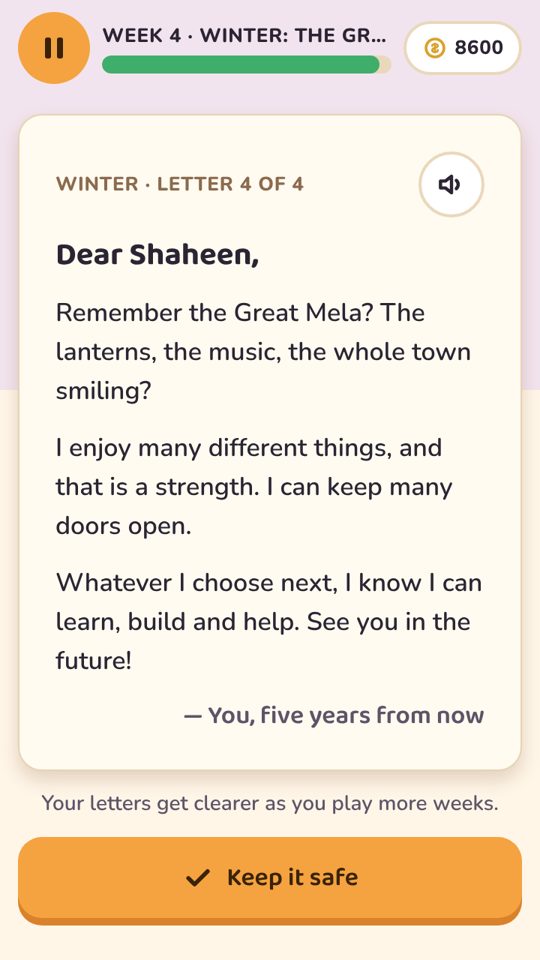 WEEK 4 · WINTER: THE GR...
8600
WINTER · LETTER 4 OF 4
Dear Shaheen,
Remember the Great Mela? The
lanterns, the music, the whole town
smiling?
I enjoy many different things, and
that is a strength. I can keep many
doors open.
Whatever I choose next, I know I can
learn, build and help. See you in the
future!
— You, five years from now
Your letters get clearer as you play more weeks.
Keep it safe